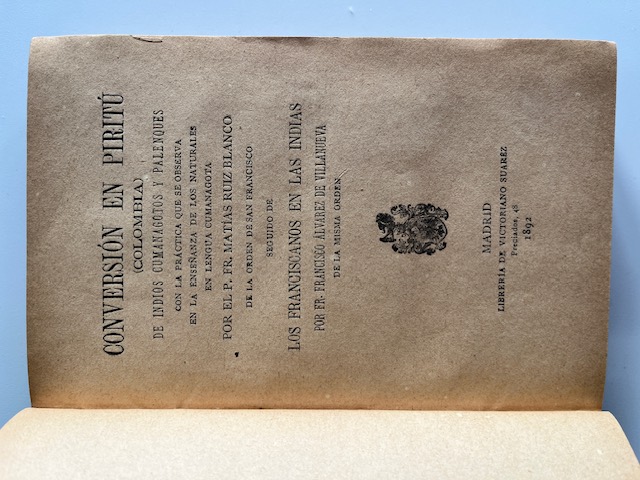 CONVERSIÓN EN PIRITÚ
(COLOMBIA)
DE INDIOS CUMANAGOTOS Y PALENQUES
CON LA PRÁCTICA QUE SE OBSERVA
EN LA ENSEÑANZA DE LOS NATURALES
EN LENGUA CUMANAGOTA
POR EL P. FR. MATÍAS RUIZ BLANCO
DE LA ORDEN DE SAN FRANCISCO
SEGUIDO DE
LOS FRANCISCANOS EN LAS INDIAS
POR FR. FRANCISCO ÁLVAREZ DE VILLANUEVA
DE LA MISMA ORDEN
MADRID
LIBRERÍA DE VICTORIANO SUÁREZ
Preciados, 48
1892